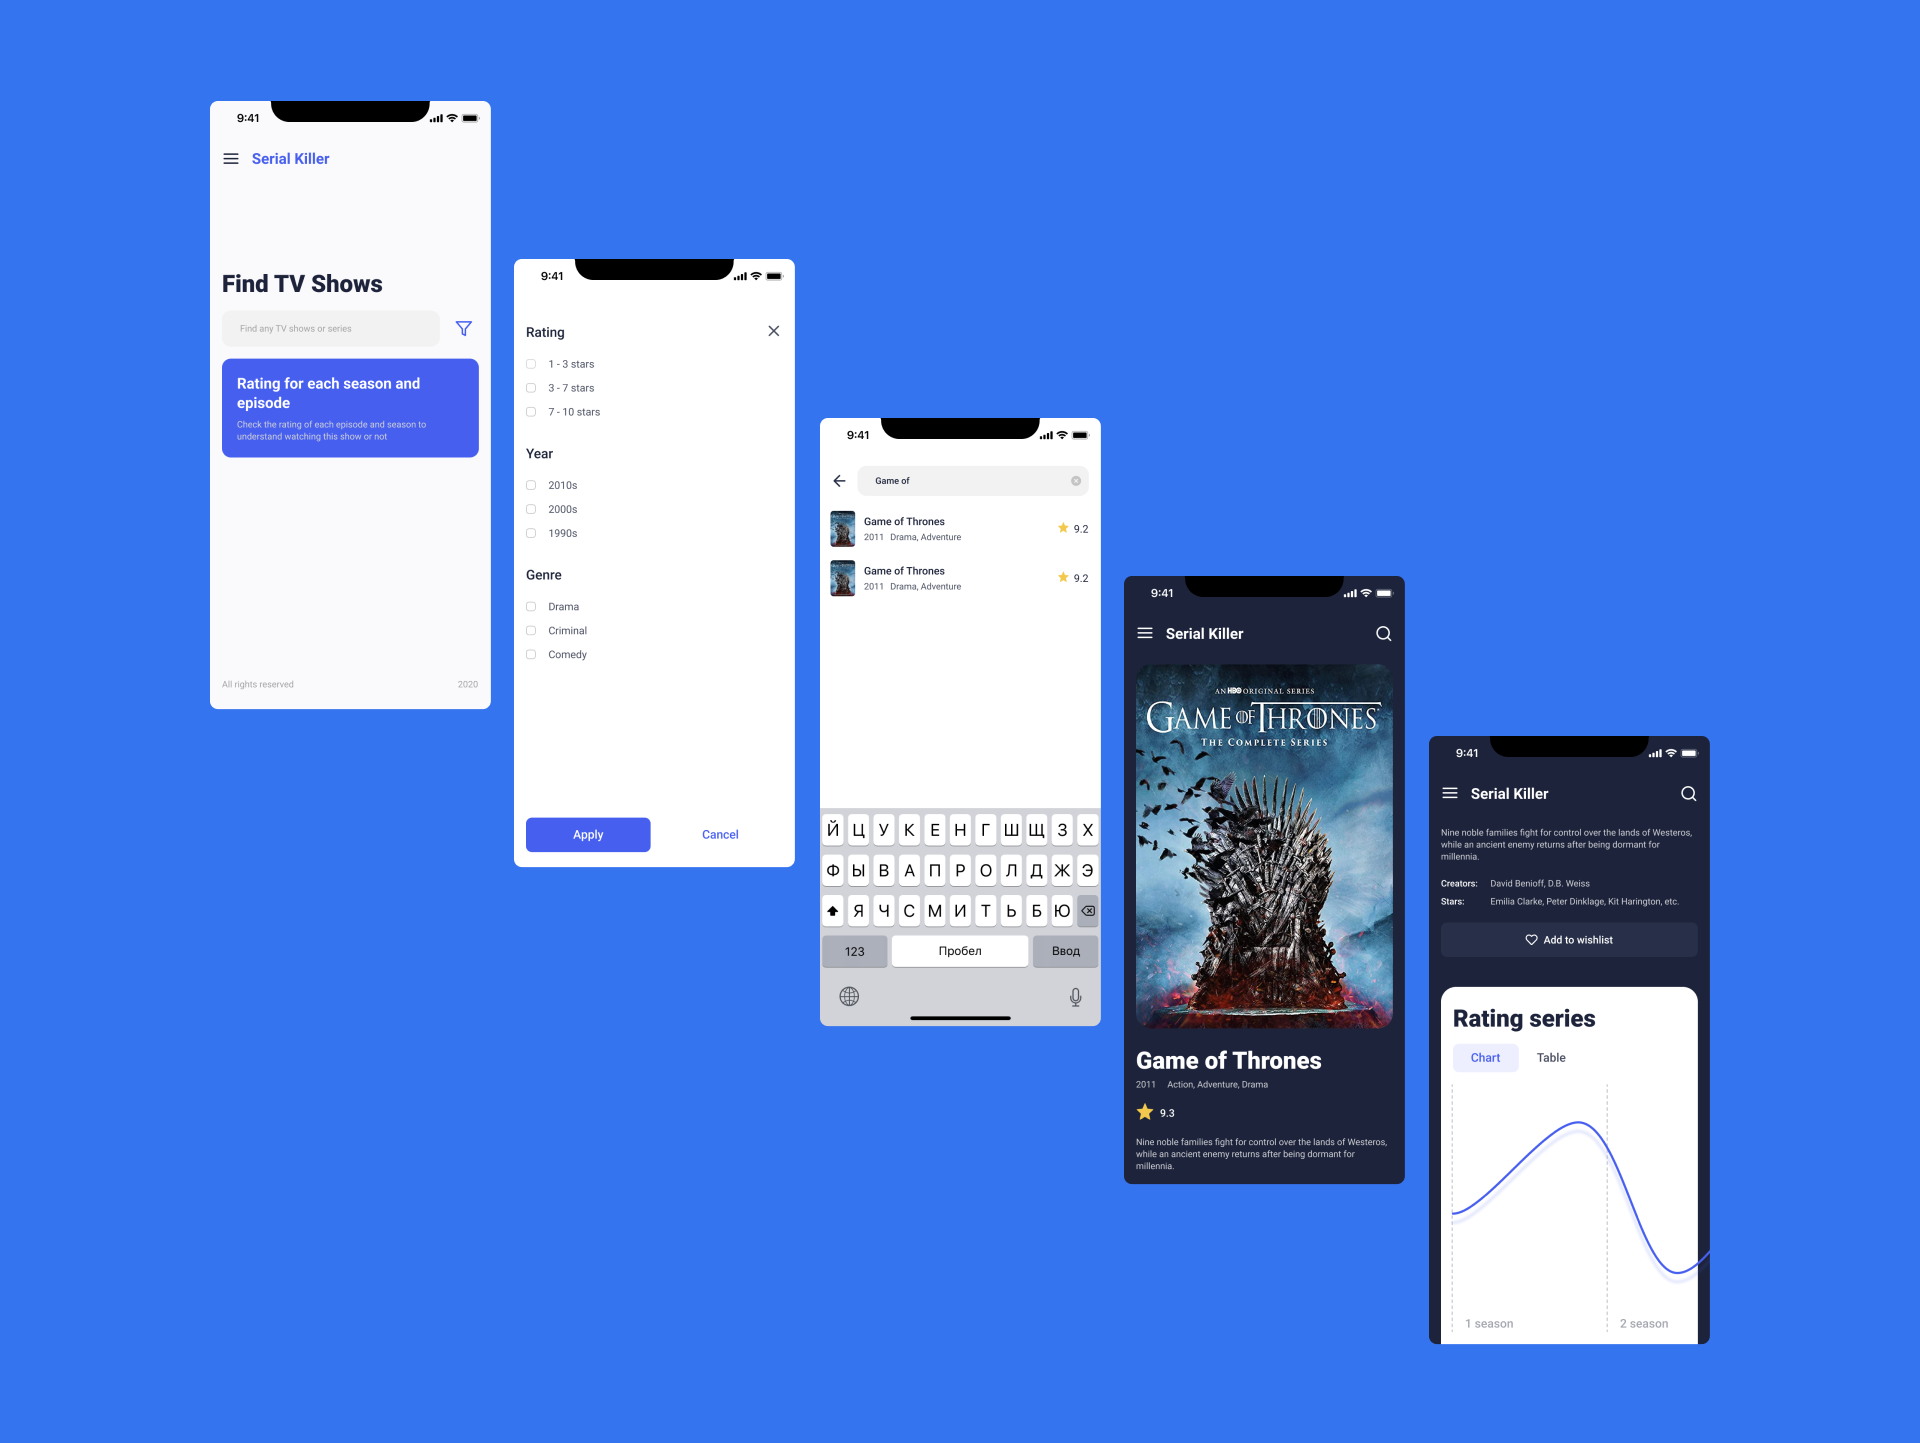 9:41
Serial Killer
Find TV Shows
Find any TV shows or series
Rating for each season and
episode
Check the rating of each episode and season to
understand watching this show or not
All rights reserved 2020
9:41
Rating
1 - 3 stars
3 - 7 stars
7 - 10 stars
Year
2010s
2000s
1990s
Genre
Drama
Criminal
Comedy
Apply Cancel
9:41
Game of
Game of Thrones
2011 Drama, Adventure
9.2
Game of Thrones
2011 Drama, Adventure
9.2
Й Ц У К Е Н Г Ш Щ З Х
Ф Ы В А П Р О Л Д Ж Э
Я Ч С М И Т Ь Б Ю
123 Пробел Ввод
9:41
Serial Killer
AN HBO ORIGINAL SERIES
GAME OF THRONES
THE COMPLETE SERIES
Game of Thrones
2011 Action, Adventure, Drama
9.3
Nine noble families fight for control over the lands of Westeros,
while an ancient enemy returns after being dormant for
millennia.
9:41
Serial Killer
Nine noble families fight for control over the lands of Westeros,
while an ancient enemy returns after being dormant for
millennia.
Creators: David Benioff, D.B. Weiss
Stars: Emilia Clarke, Peter Dinklage, Kit Harington, etc.
Add to wishlist
Rating series
Chart Table
1 season 2 season